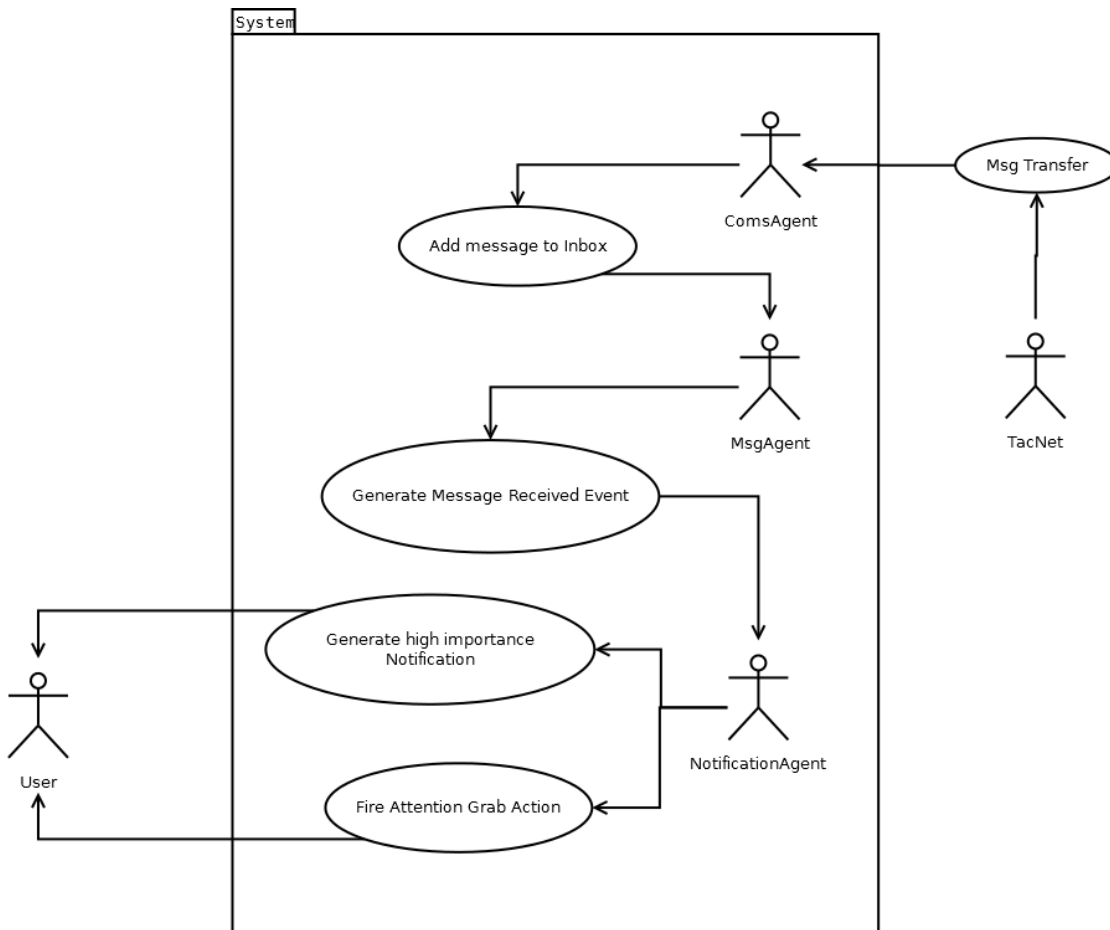 System
Msg Transfer
ComsAgent
Add message to Inbox
MsgAgent
TacNet
Generate Message Received Event
Generate high importance
Notification
NotificationAgent
User
Fire Attention Grab Action